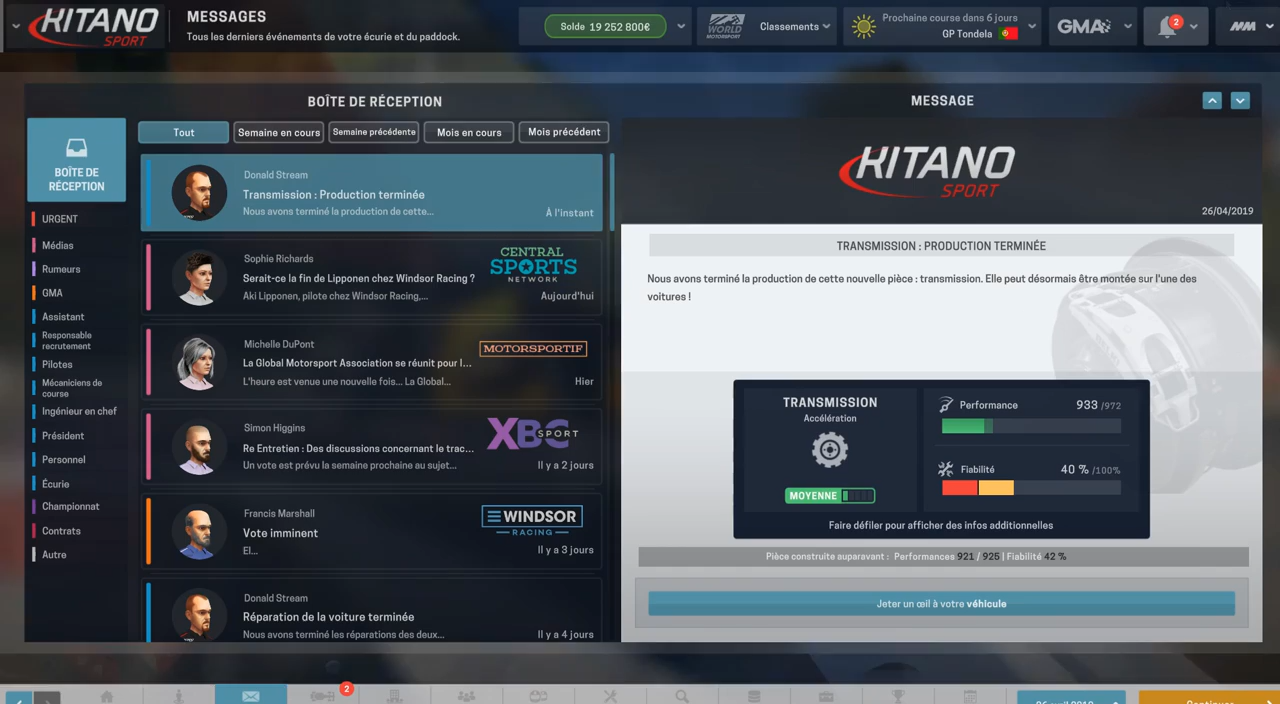 KITANO
SPORT
MESSAGES
Tous les derniers événements de votre écurie et du paddock.
Solde 19 252 800€
WORLD
MOTORSPORT
Classements
Prochaine course dans 6 jours
GP Tondela
GMA
2
BOÎTE DE RÉCEPTION
MESSAGE
BOÎTE DE
RÉCEPTION
URGENT
Médias
Rumeurs
GMA
Assistant
Responsable
recrutement
Pilotes
Mécaniciens de
course
Ingénieur en chef
Président
Personnel
Écurie
Championnat
Contrats
Autre
Tout
Semaine en cours
Semaine précédente
Mois en cours
Mois précédent
Donald Stream
Transmission : Production terminée
Nous avons terminé la production de cette...
À l'instant
Sophie Richards
Serait-ce la fin de Lipponen chez Windsor Racing ?
Aki Lipponen, pilote chez Windsor Racing,...
CENTRAL
SPORTS
NETWORK
Aujourd'hui
Michelle DuPont
La Global Motorsport Association se réunit pour l...
L'heure est venue une nouvelle fois... La Global...
MOTORSPORTIF
Hier
Simon Higgins
Re Entretien : Des discussions concernant le trac...
Un vote est prévu la semaine prochaine au sujet...
XBC SPORT
Il y a 2 jours
Francis Marshall
Vote imminent
El...
WINDSOR
RACING
Il y a 3 jours
Donald Stream
Réparation de la voiture terminée
Nous avons terminé les réparations des deux...
Il y a 4 jours
KITANO
SPORT
26/04/2019
TRANSMISSION : PRODUCTION TERMINÉE
Nous avons terminé la production de cette nouvelle pièce : transmission. Elle peut désormais être montée sur l'une des
voitures !
TRANSMISSION
Accélération
MOYENNE
Performance 933 /972
Fiabilité 40 % /100%
Faire défiler pour afficher des infos additionnelles
Pièce construite auparavant : Performances 921 / 925 | Fiabilité 42 %
Jeter un œil à votre véhicule
2
26 avril 2019
Continuer